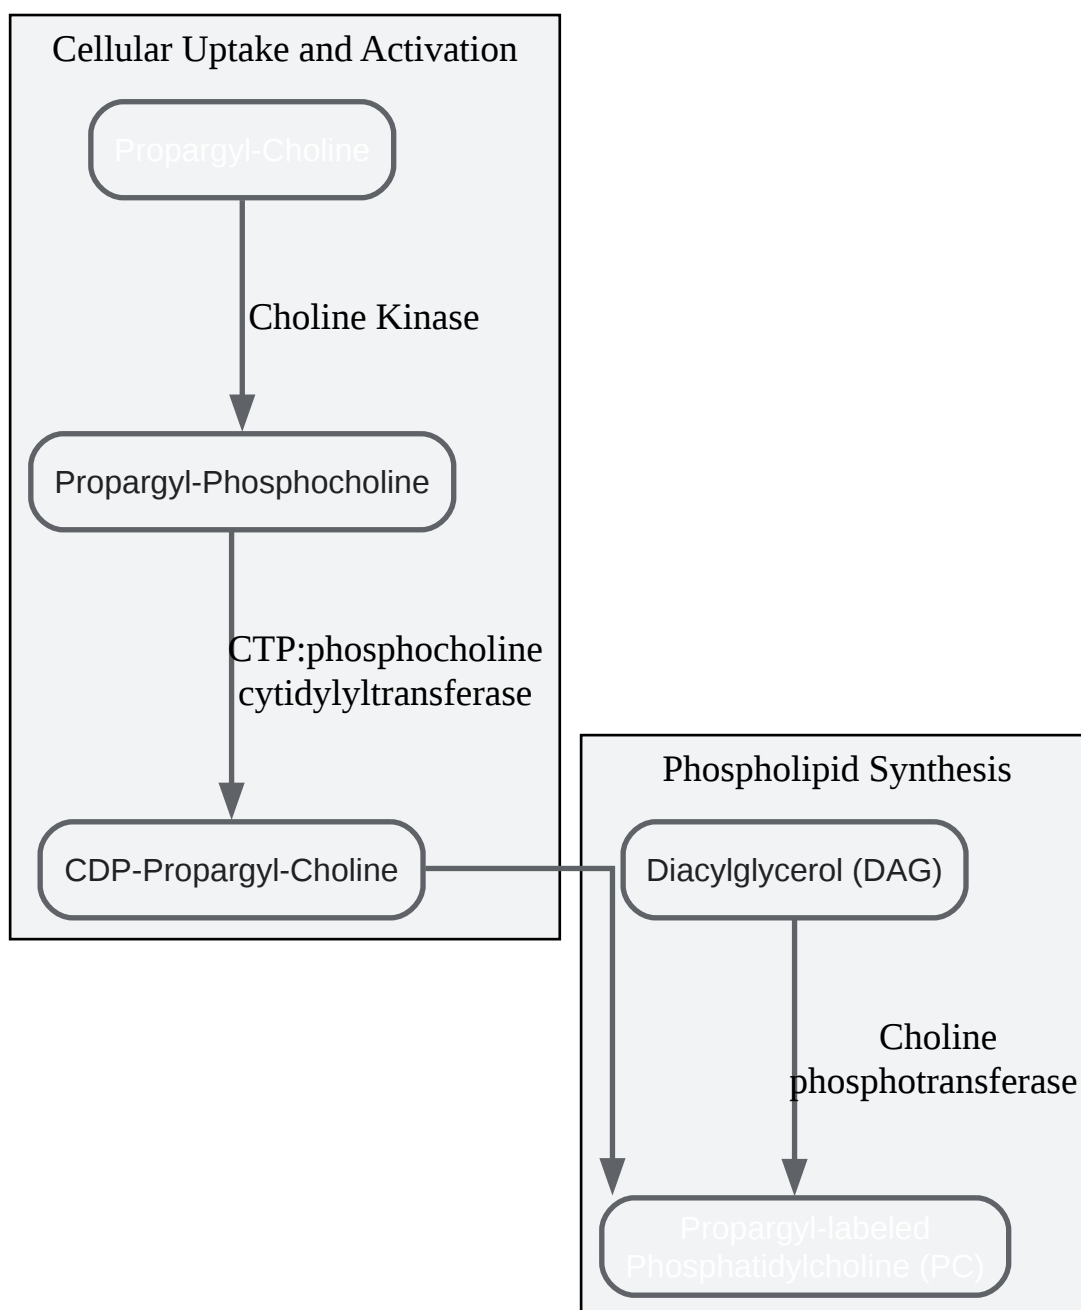 Cellular Uptake and Activation
Propargyl-Choline
Choline Kinase
Propargyl-Phosphocholine
CTP:phosphocholine
cytidylyltransferase
CDP-Propargyl-Choline
Phospholipid Synthesis
Diacylglycerol (DAG)
Choline
phosphotransferase
Propargyl-labeled
Phosphatidylcholine (PC)